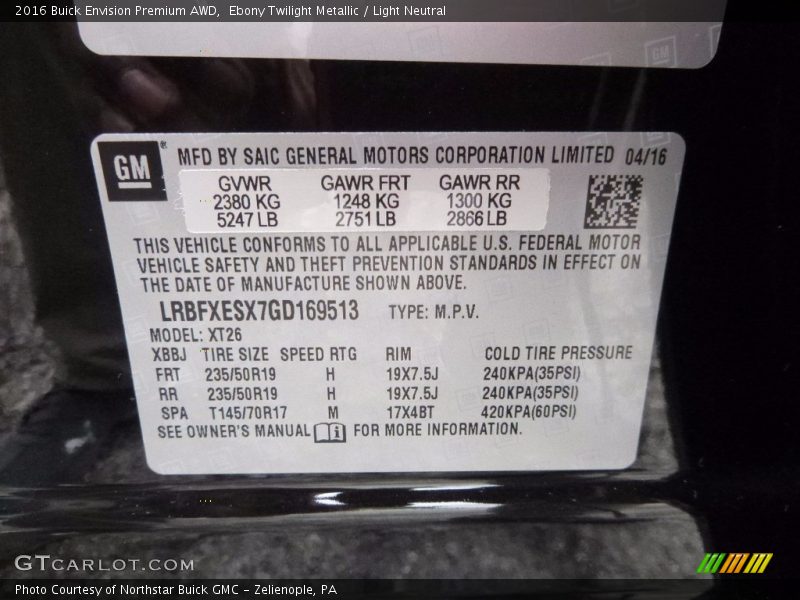 2016 Buick Envision Premium AWD,  Ebony Twilight Metallic / Light Neutral
GM
GM ® MFD BY SAIC GENERAL MOTORS CORPORATION LIMITED 04/16
GVWR GAWR FRT GAWR RR
2380 KG 1248 KG 1300 KG
5247 LB 2751 LB 2866 LB
THIS VEHICLE CONFORMS TO ALL APPLICABLE U.S. FEDERAL MOTOR
VEHICLE SAFETY AND THEFT PREVENTION STANDARDS IN EFFECT ON
THE DATE OF MANUFACTURE SHOWN ABOVE.
LRBFXESX7GD169513 TYPE: M.P.V.
MODEL: XT26
XBBJ TIRE SIZE SPEED RTG RIM COLD TIRE PRESSURE
FRT 235/50R19 H 19X7.5J 240KPA(35PSI)
RR 235/50R19 H 19X7.5J 240KPA(35PSI)
SPA T145/70R17 M 17X4BT 420KPA(60PSI)
SEE OWNER'S MANUAL i FOR MORE INFORMATION.
GTCARLOT.COM
Photo Courtesy of Northstar Buick GMC – Zelienople, PA